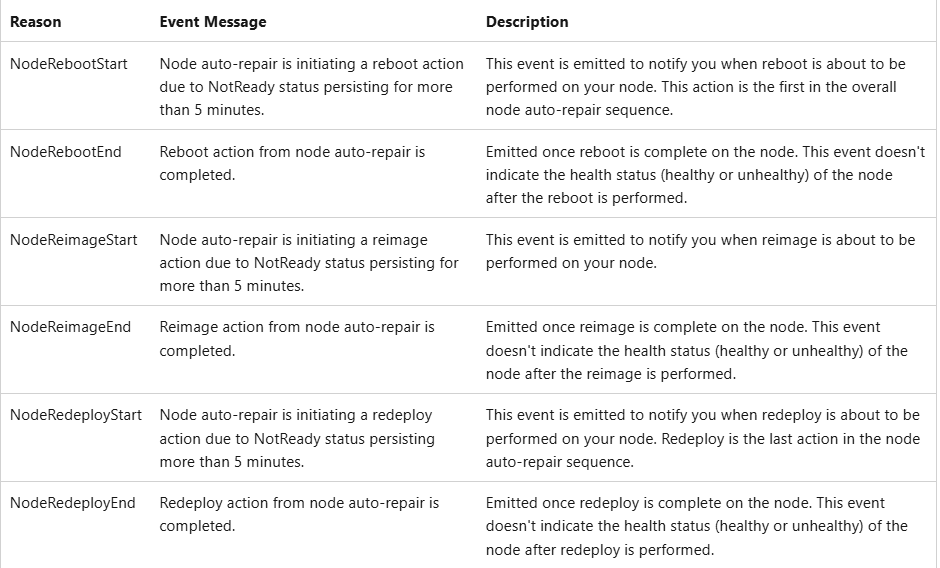 Reason Event Message Description
NodeRebootStart Node auto-repair is initiating a reboot action This event is emitted to notify you when reboot is about to be
due to NotReady status persisting for more performed on your node. This action is the first in the overall
than 5 minutes. node auto-repair sequence.
NodeRebootEnd Reboot action from node auto-repair is Emitted once reboot is complete on the node. This event doesn't
completed. indicate the health status (healthy or unhealthy) of the node
after the reboot is performed.
NodeReimageStart Node auto-repair is initiating a reimage This event is emitted to notify you when reimage is about to be
action due to NotReady status persisting for performed on your node.
more than 5 minutes.
NodeReimageEnd Reimage action from node auto-repair is Emitted once reimage is complete on the node. This event
completed. doesn't indicate the health status (healthy or unhealthy) of the
node after the reimage is performed.
NodeRedeployStart Node auto-repair is initiating a redeploy This event is emitted to notify you when redeploy is about to be
action due to NotReady status persisting performed on your node. Redeploy is the last action in the node
more than 5 minutes. auto-repair sequence.
NodeRedeployEnd Redeploy action from node auto-repair is Emitted once redeploy is complete on the node. This event
completed. doesn't indicate the health status (healthy or unhealthy) of the
node after redeploy is performed.